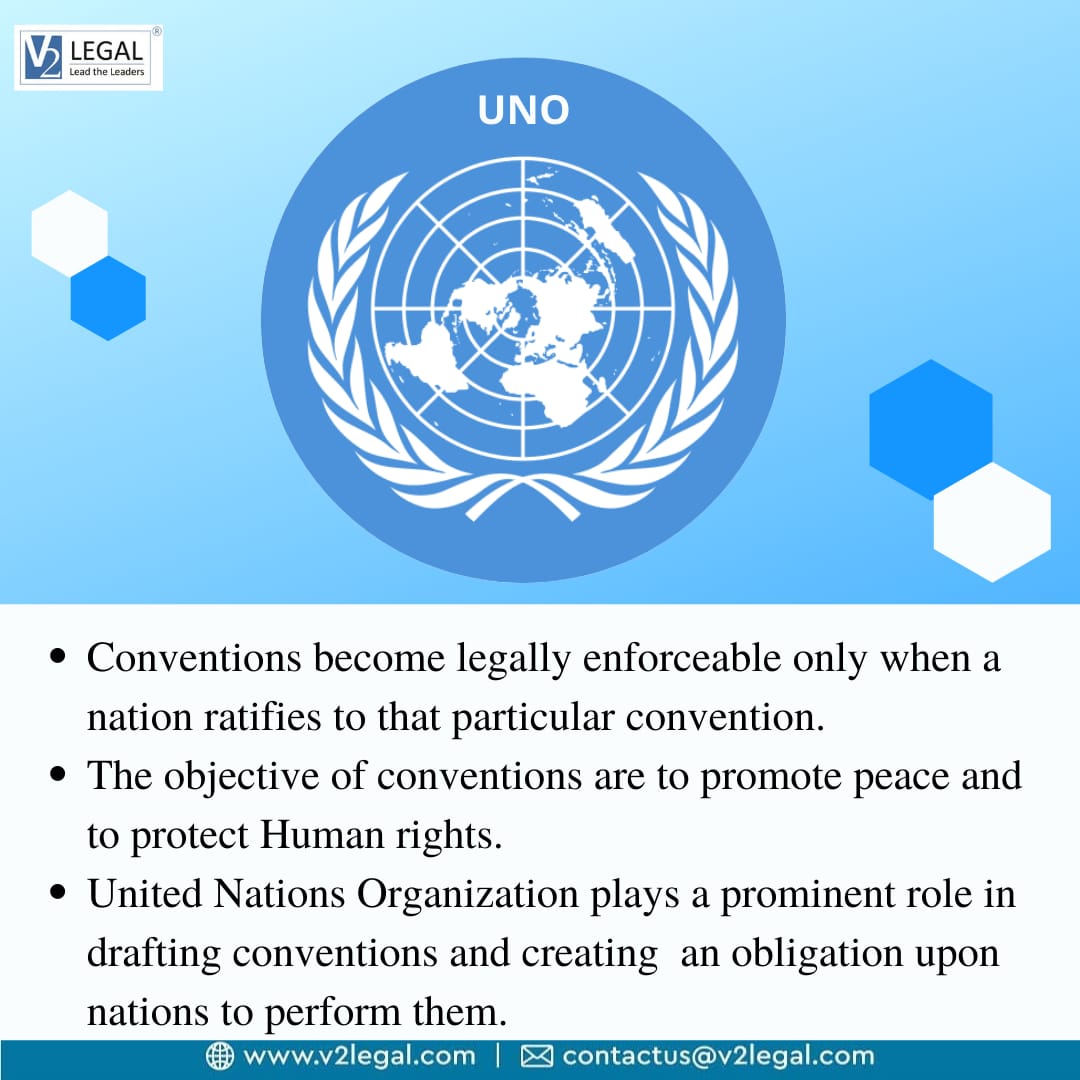 V2 LEGAL®
Lead the Leaders
UNO
• Conventions become legally enforceable only when a
nation ratifies to that particular convention.
• The objective of conventions are to promote peace and
to protect Human rights.
• United Nations Organization plays a prominent role in
drafting conventions and creating  an obligation upon
nations to perform them.
www.v2legal.com | contactus@v2legal.com